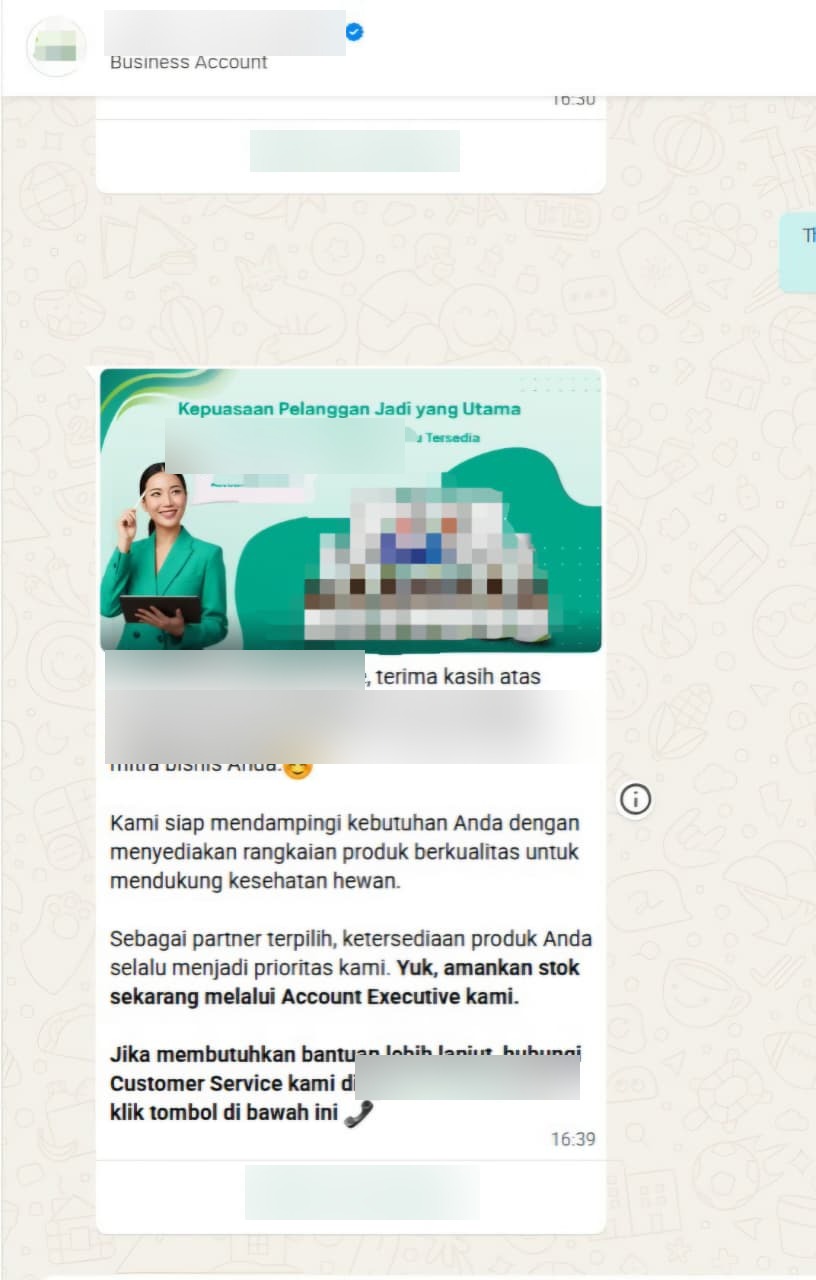 Business Account
16:30
Th
Kepuasaan Pelanggan Jadi yang Utama
Tersedia
, terima kasih atas
mitra bisnis Anda.😊
Kami siap mendampingi kebutuhan Anda dengan
menyediakan rangkaian produk berkualitas untuk
mendukung kesehatan hewan.
Sebagai partner terpilih, ketersediaan produk Anda
selalu menjadi prioritas kami. Yuk, amankan stok
sekarang melalui Account Executive kami.
Jika membutuhkan bantuan lebih lanjut, hubungi
Customer Service kami di
klik tombol di bawah ini 📞
16:39